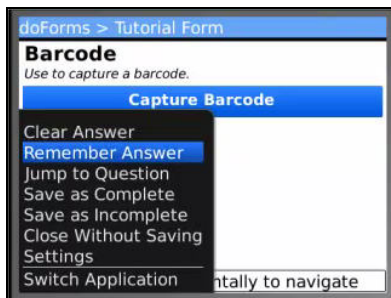 doForms > Tutorial Form
Barcode
Use to capture a barcode.
Capture Barcode
Clear Answer
Remember Answer
Jump to Question
Save as Complete
Save as Incomplete
Close Without Saving
Settings
Switch Application
ntally to navigate